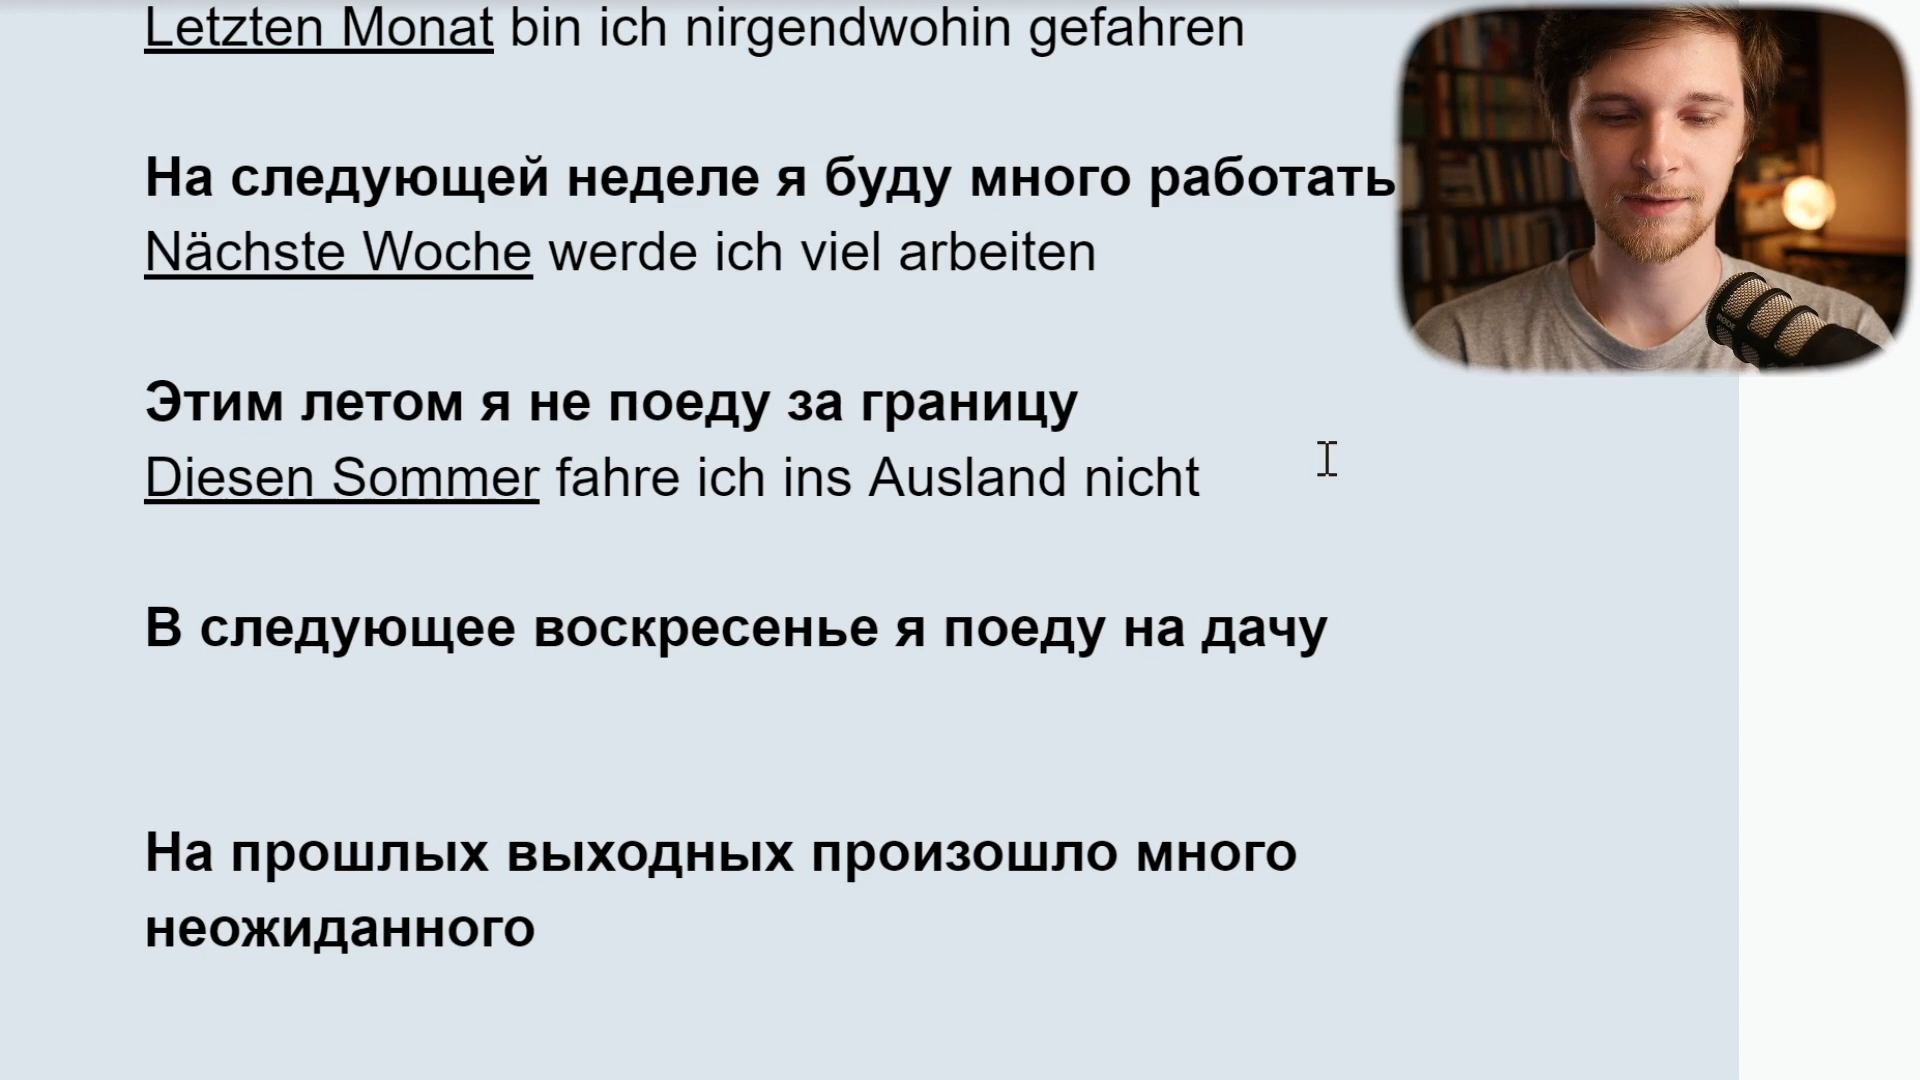 Letzten Monat bin ich nirgendwohin gefahren
На следующей неделе я буду много работать
Nächste Woche werde ich viel arbeiten
Этим летом я не поеду за границу
Diesen Sommer fahre ich ins Ausland nicht
В следующее воскресенье я поеду на дачу
На прошлых выходных произошло много
неожиданного